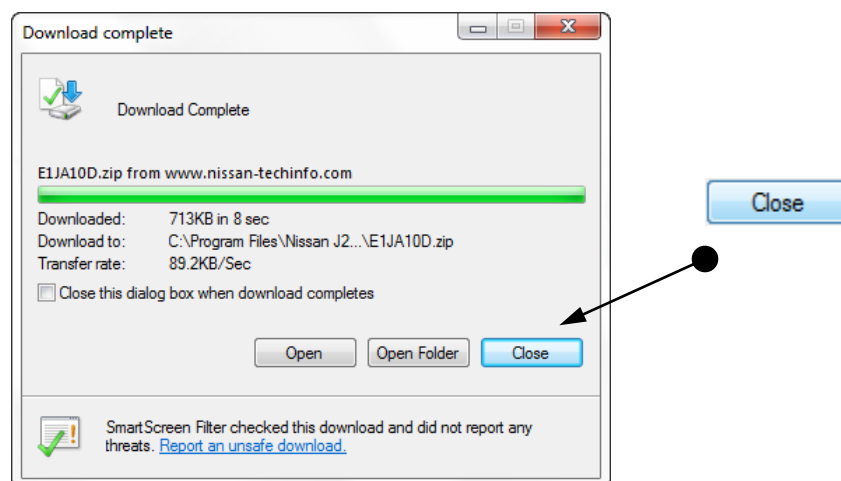 Download complete
Download Complete
E1JA10D.zip from www.nissan-techinfo.com
Downloaded: 713KB in 8 sec
Download to: C:\Program Files\Nissan J2...\E1JA10D.zip
Transfer rate: 89.2KB/Sec
Close this dialog box when download completes
Open Open Folder Close
SmartScreen Filter checked this download and did not report any
threats. Report an unsafe download.
Close